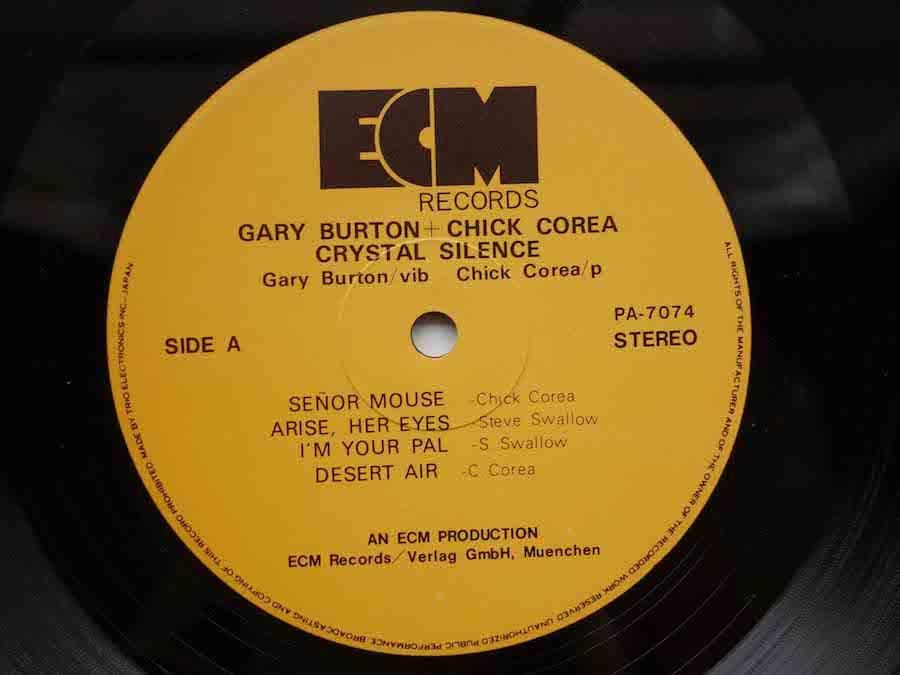 ECM
RECORDS
GARY BURTON + CHICK COREA
CRYSTAL SILENCE
Gary Burton/vib Chick Corea/p
SIDE A
PA-7074
STEREO
SEÑOR MOUSE -Chick Corea
ARISE, HER EYES -Steve Swallow
I'M YOUR PAL -S Swallow
DESERT AIR -C Corea
AN ECM PRODUCTION
ECM Records/Verlag GmbH, Muenchen
ALL RIGHTS OF THE MANUFACTURER AND OF THE OWNER OF THE RECORDED WORK RESERVED. UNAUTHORIZED PUBLIC PERFORMANCE, BROADCASTING AND COPYING OF THIS RECORD PROHIBITED. MADE BY TRIO ELECTRONICS INC.-JAPAN